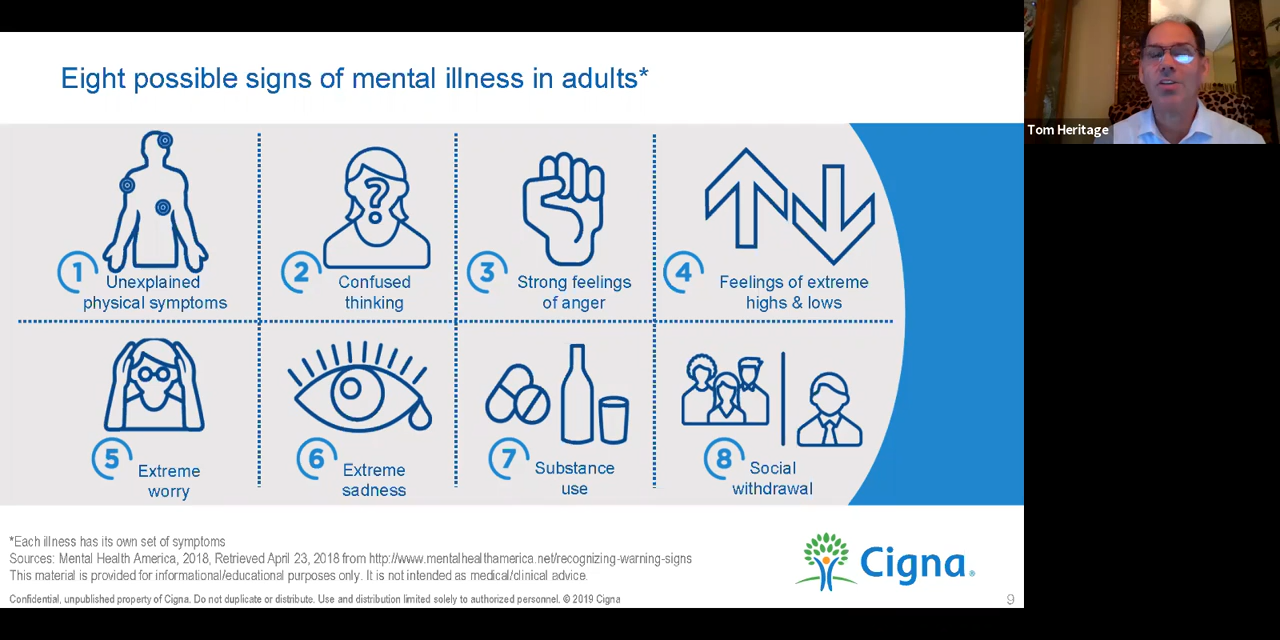 Eight possible signs of mental illness in adults*
Tom Heritage
1 Unexplained
physical symptoms
2 Confused
thinking
?
3 Strong feelings
of anger
4 Feelings of extreme
highs & lows
5 Extreme
worry
6 Extreme
sadness
7 Substance
use
8 Social
withdrawal
*Each illness has its own set of symptoms
Sources: Mental Health America, 2018, Retrieved April 23, 2018 from http://www.mentalhealthamerica.net/recognizing-warning-signs
This material is provided for informational/educational purposes only. It is not intended as medical/clinical advice.
Confidential, unpublished property of Cigna. Do not duplicate or distribute. Use and distribution limited solely to authorized personnel. © 2019 Cigna
Cigna®
9